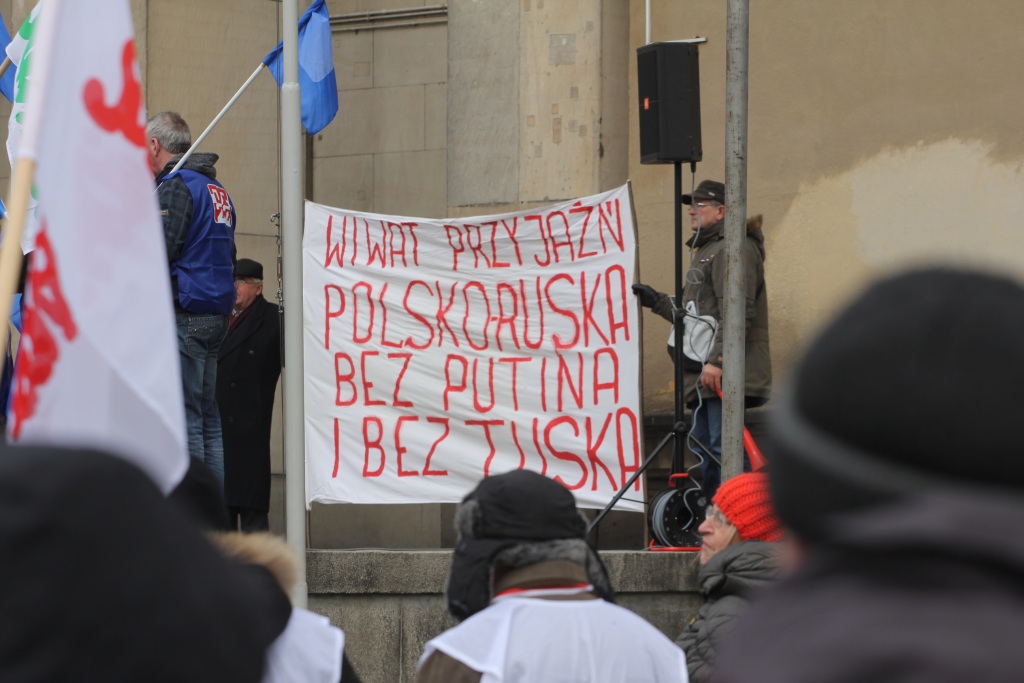 WIWAT PRZYJAŹŃ
POLSKO-RUSKA
BEZ PUTINA
I BEZ TUSKA